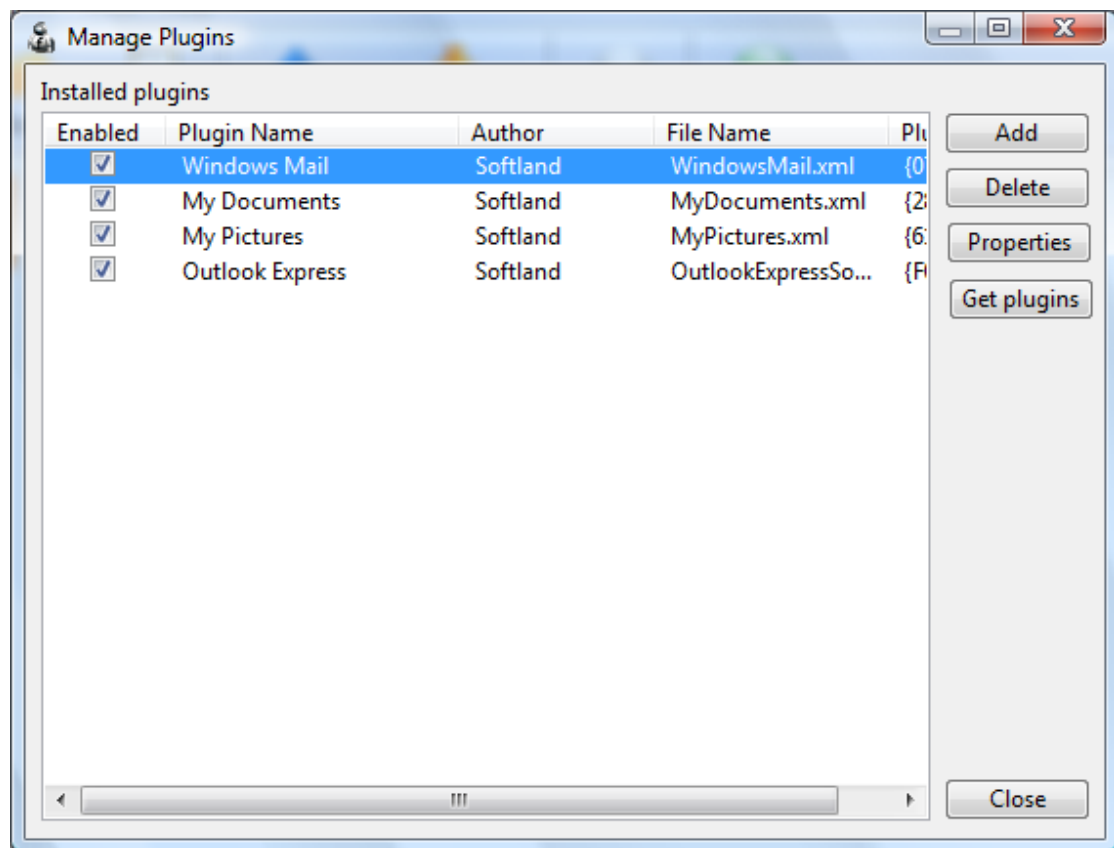 Manage Plugins
Installed plugins
Enabled Plugin Name Author File Name
Windows Mail Softland WindowsMail.xml
My Documents Softland MyDocuments.xml
My Pictures Softland MyPictures.xml
Outlook Express Softland OutlookExpressSo...
Add
Delete
Properties
Get plugins
Close